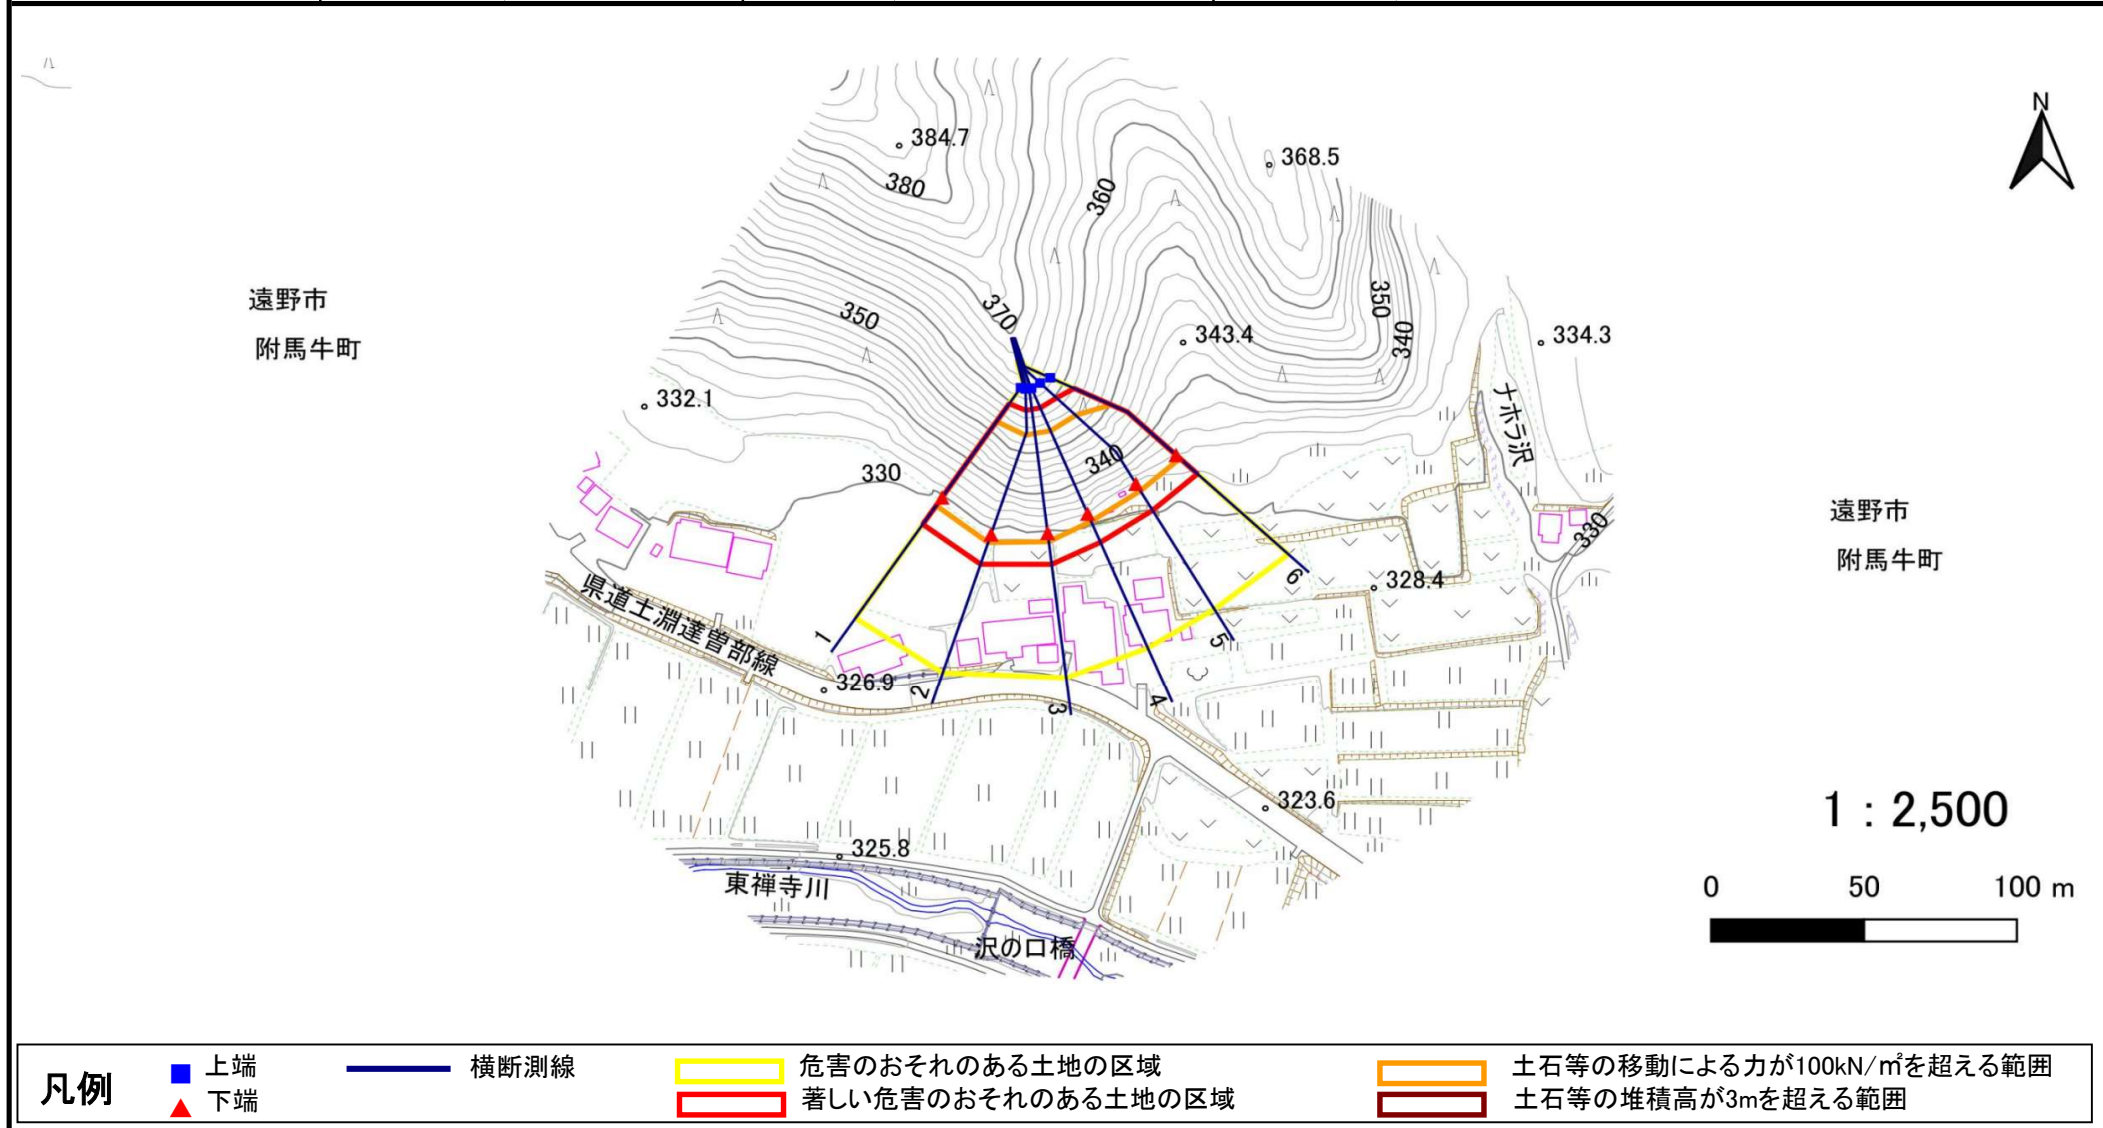 N
384.7
368.5
380
360
遠野市
附馬牛町
370
350
350
340
343.4
334.3
332.1
ナホラ沢
330
340
遠野市
附馬牛町
330
県道土淵達曽部線
328.4
1
2
3
4
5
6
326.9
323.6
325.8
東禅寺川
沢の口橋
1：2,500
0 50 100 m
凡例
上端
下端
横断測線
危害のおそれのある土地の区域
著しい危害のおそれのある土地の区域
土石等の移動による力が100kN/㎡を超える範囲
土石等の堆積高が3mを超える範囲